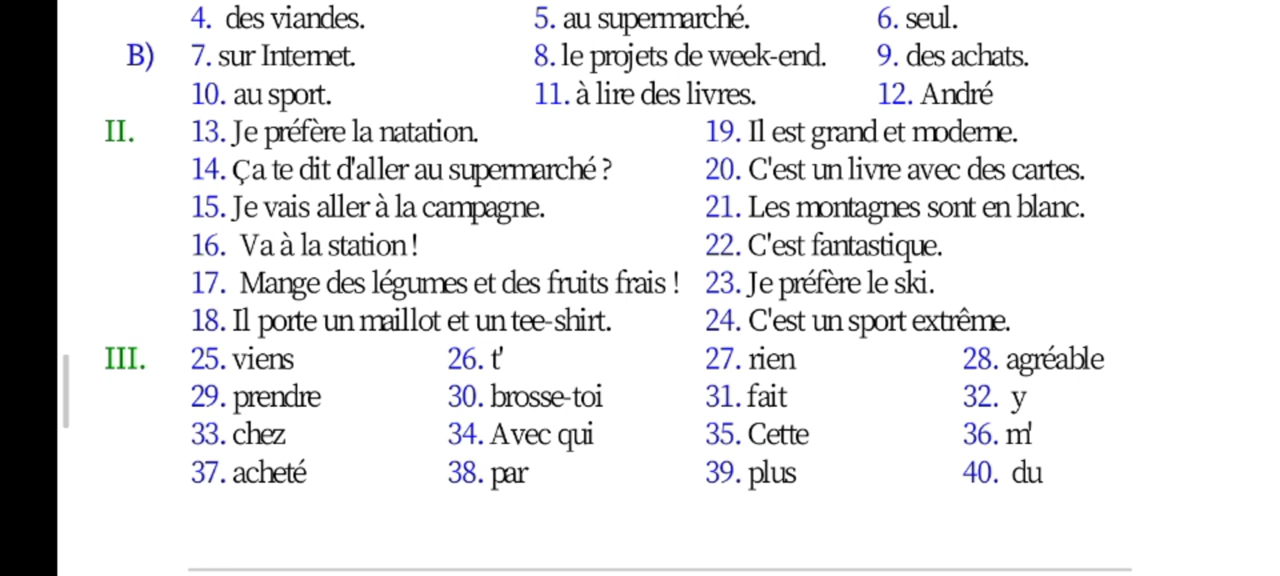 4. des viandes. 5. au supermarché. 6. seul.
B) 7. sur Internet. 8. le projets de week-end. 9. des achats.
10. au sport. 11. à lire des livres. 12. André
II. 13. Je préfère la natation. 19. Il est grand et moderne.
14. Ça te dit d'aller au supermarché ? 20. C'est un livre avec des cartes.
15. Je vais aller à la campagne. 21. Les montagnes sont en blanc.
16. Va à la station ! 22. C'est fantastique.
17. Mange des légumes et des fruits frais ! 23. Je préfère le ski.
18. Il porte un maillot et un tee-shirt. 24. C'est un sport extrême.
III. 25. viens 26. t' 27. rien 28. agréable
29. prendre 30. brosse-toi 31. fait 32. y
33. chez 34. Avec qui 35. Cette 36. m'
37. acheté 38. par 39. plus 40. du